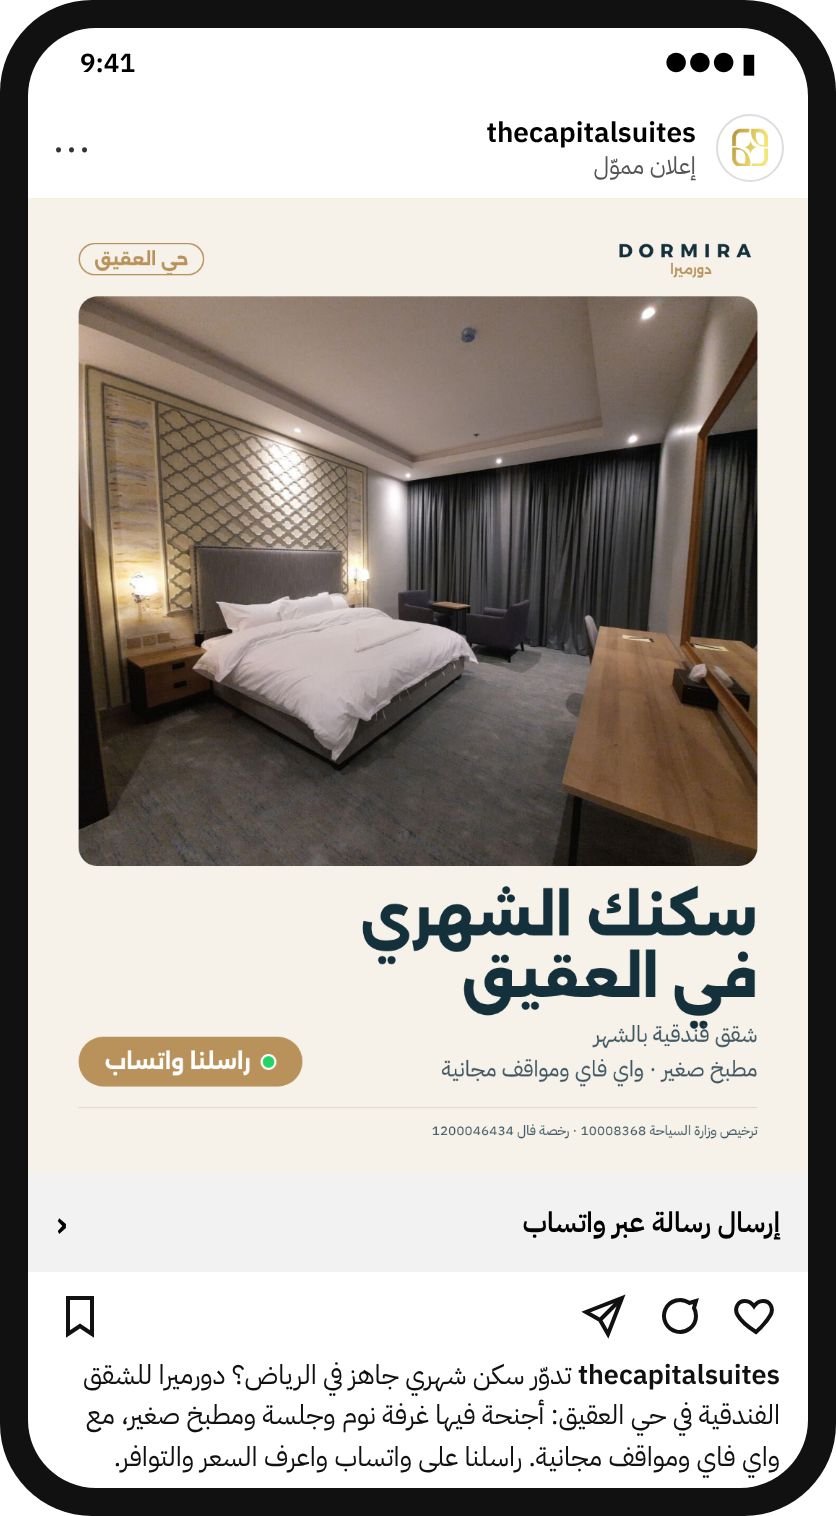 9:41
thecapitalsuites
إعلان مموّل
DORMIRA
دورميرا
حي العقيق
سكنك الشهري
في العقيق
شقق فندقية بالشهر
مطبخ صغير · واي فاي ومواقف مجانية
راسلنا واتساب
ترخيص وزارة السياحة 10008368 · رخصة فال 1200046434
إرسال رسالة عبر واتساب
thecapitalsuites تدوّر سكن شهري جاهز في الرياض؟ دورميرا للشقق
الفندقية في حي العقيق: أجنحة فيها غرفة نوم وجلسة ومطبخ صغير، مع
واي فاي ومواقف مجانية. راسلنا على واتساب واعرف السعر والتوافر.